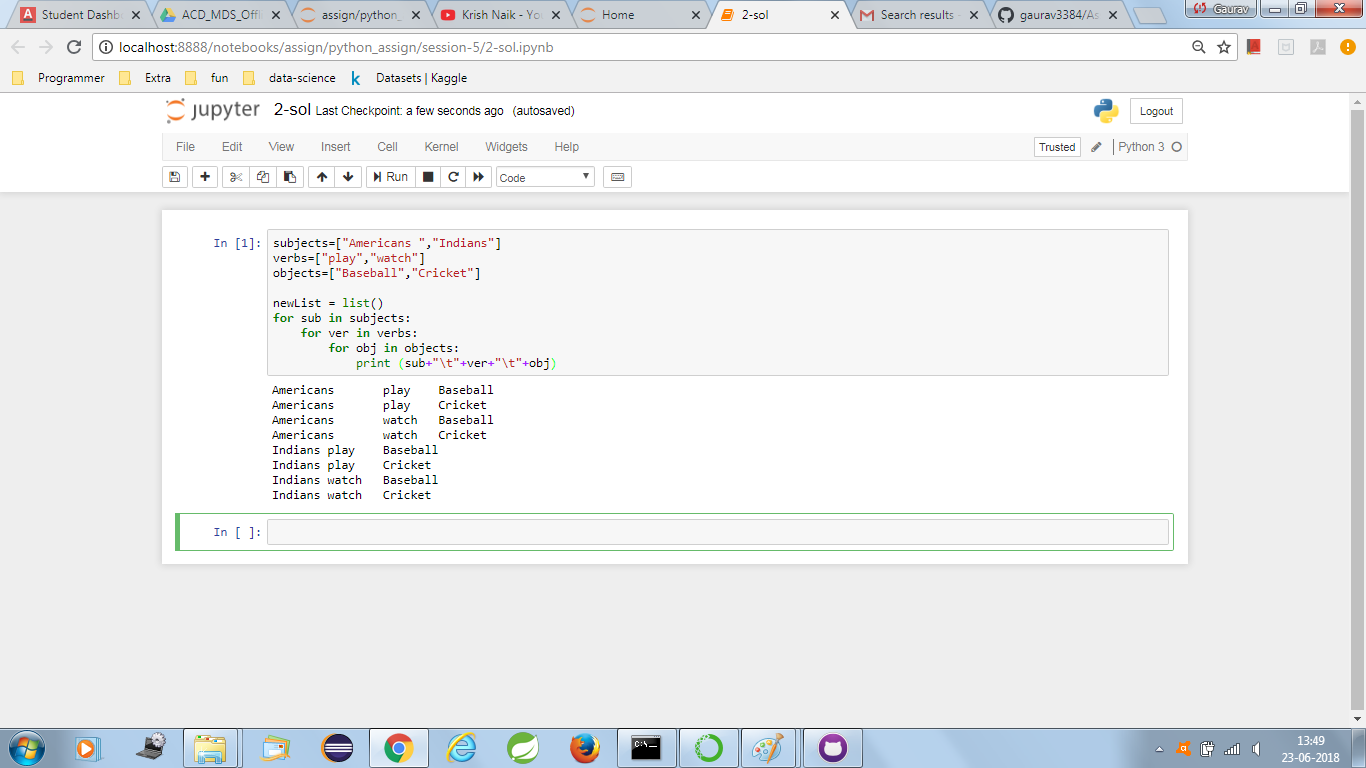 Student Dashb
ACD_MDS_Offi
assign/python_
Krish Naik - Yo
Home
2-sol
Search results
gaurav3384/As
Gaurav
localhost:8888/notebooks/assign/python_assign/session-5/2-sol.ipynb
Programmer Extra fun data-science Datasets | Kaggle
jupyter 2-sol Last Checkpoint: a few seconds ago (autosaved) Logout
File Edit View Insert Cell Kernel Widgets Help Trusted Python 3
Run Code
In [1]: subjects=["Americans ","Indians"]
verbs=["play","watch"]
objects=["Baseball","Cricket"]
newList = list()
for sub in subjects:
    for ver in verbs:
        for obj in objects:
            print (sub+"\t"+ver+"\t"+obj)
Americans play Baseball
Americans play Cricket
Americans watch Baseball
Americans watch Cricket
Indians play Baseball
Indians play Cricket
Indians watch Baseball
Indians watch Cricket
In [ ]:
C:\_
13:49
23-06-2018